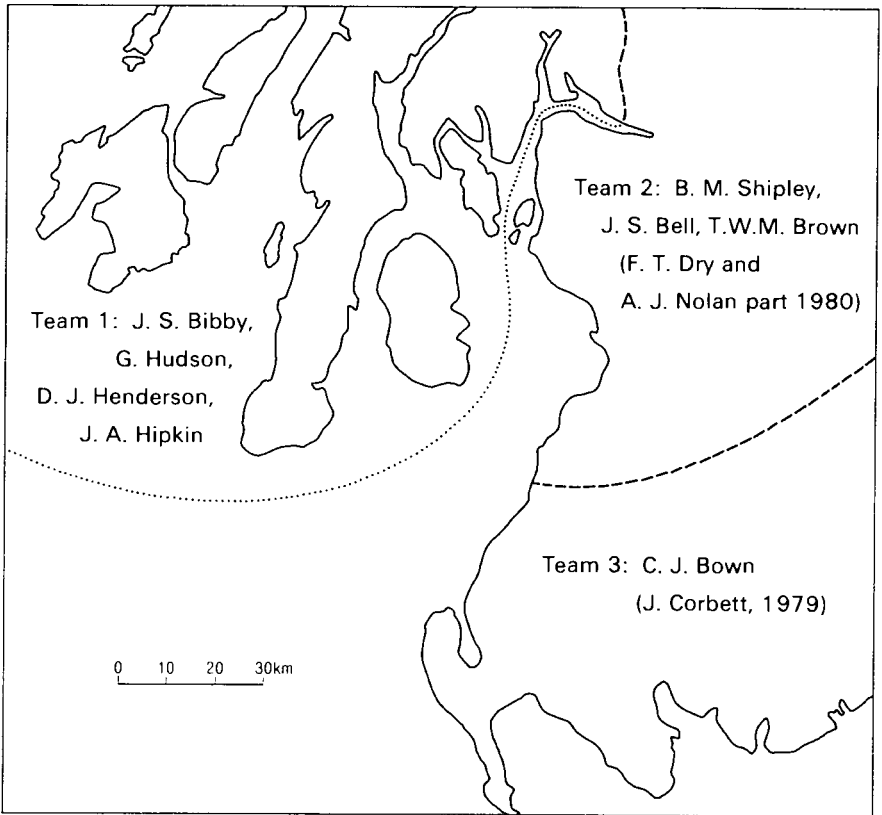 Team 2: B. M. Shipley,
J. S. Bell, T.W.M. Brown
(F. T. Dry and
A. J. Nolan part 1980)
Team 1: J. S. Bibby,
G. Hudson,
D. J. Henderson,
J. A. Hipkin
Team 3: C. J. Bown
(J. Corbett, 1979)
0 10 20 30km